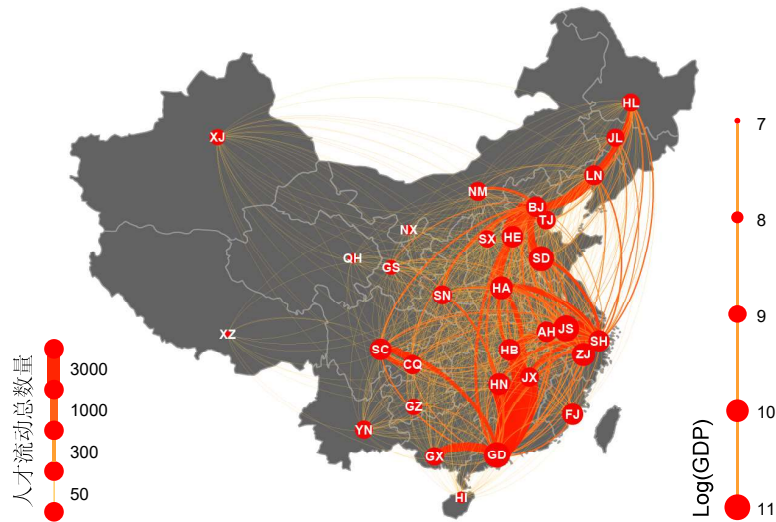 HL
XJ
JL
LN
NM
BJ
TJ
NX
SX
HE
QH
GS
SD
SN
HA
XZ
AH
JS
SC
HB
SH
ZJ
CQ
HN
JX
GZ
FJ
YN
GX
GD
HI
人才流动总数量
3000
1000
300
50
Log(GDP)
7
8
9
10
11